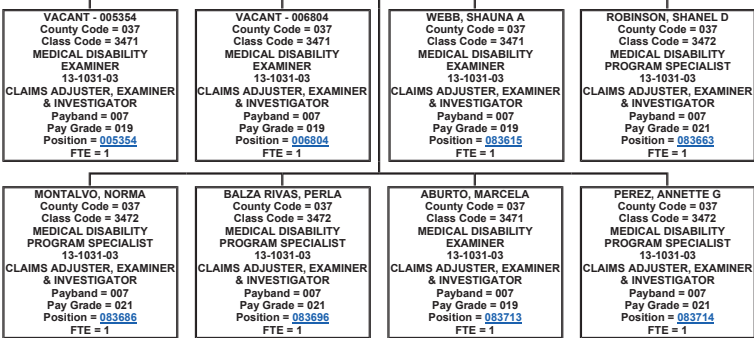 VACANT - 005354
County Code = 037
Class Code = 3471
MEDICAL DISABILITY
EXAMINER
13-1031-03
CLAIMS ADJUSTER, EXAMINER
& INVESTIGATOR
Payband = 007
Pay Grade = 019
Position = 005354
FTE = 1
VACANT - 006804
County Code = 037
Class Code = 3471
MEDICAL DISABILITY
EXAMINER
13-1031-03
CLAIMS ADJUSTER, EXAMINER
& INVESTIGATOR
Payband = 007
Pay Grade = 019
Position = 006804
FTE = 1
WEBB, SHAUNA A
County Code = 037
Class Code = 3471
MEDICAL DISABILITY
EXAMINER
13-1031-03
CLAIMS ADJUSTER, EXAMINER
& INVESTIGATOR
Payband = 007
Pay Grade = 019
Position = 083615
FTE = 1
ROBINSON, SHANEL D
County Code = 037
Class Code = 3472
MEDICAL DISABILITY
PROGRAM SPECIALIST
13-1031-03
CLAIMS ADJUSTER, EXAMINER
& INVESTIGATOR
Payband = 007
Pay Grade = 021
Position = 083663
FTE = 1
MONTALVO, NORMA
County Code = 037
Class Code = 3472
MEDICAL DISABILITY
PROGRAM SPECIALIST
13-1031-03
CLAIMS ADJUSTER, EXAMINER
& INVESTIGATOR
Payband = 007
Pay Grade = 021
Position = 083686
FTE = 1
BALZA RIVAS, PERLA
County Code = 037
Class Code = 3472
MEDICAL DISABILITY
PROGRAM SPECIALIST
13-1031-03
CLAIMS ADJUSTER, EXAMINER
& INVESTIGATOR
Payband = 007
Pay Grade = 021
Position = 083696
FTE = 1
ABURTO, MARCELA
County Code = 037
Class Code = 3471
MEDICAL DISABILITY
EXAMINER
13-1031-03
CLAIMS ADJUSTER, EXAMINER
& INVESTIGATOR
Payband = 007
Pay Grade = 019
Position = 083713
FTE = 1
PEREZ, ANNETTE G
County Code = 037
Class Code = 3472
MEDICAL DISABILITY
PROGRAM SPECIALIST
13-1031-03
CLAIMS ADJUSTER, EXAMINER
& INVESTIGATOR
Payband = 007
Pay Grade = 021
Position = 083714
FTE = 1